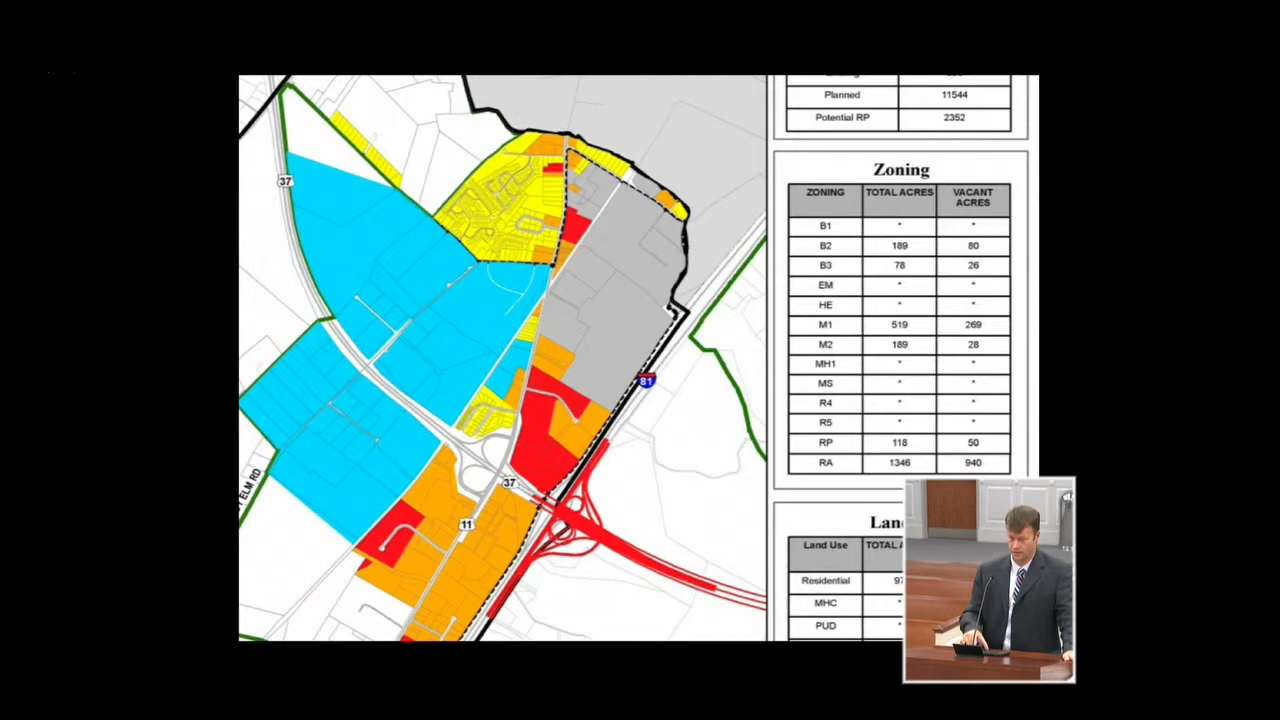 37
81
37
11
T ELM RD
Planned 11544
Potential RP 2352
Zoning
ZONING TOTAL ACRES VACANT
ACRES
B1 * *
B2 189 80
B3 78 26
EM * *
HE * *
M1 519 269
M2 189 28
MH1 * *
MS * *
R4 * *
R5 * *
RP 118 50
RA 1346 940
Lan
Land Use TOTAL A
Residential 97
MHC *
PUD *